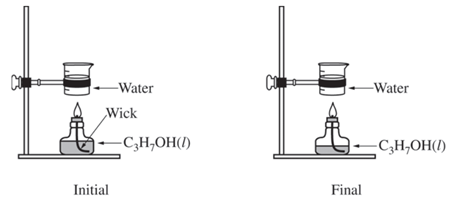 Water
Wick
C₃H₇OH(l)
Initial
Water
C₃H₇OH(l)
Final